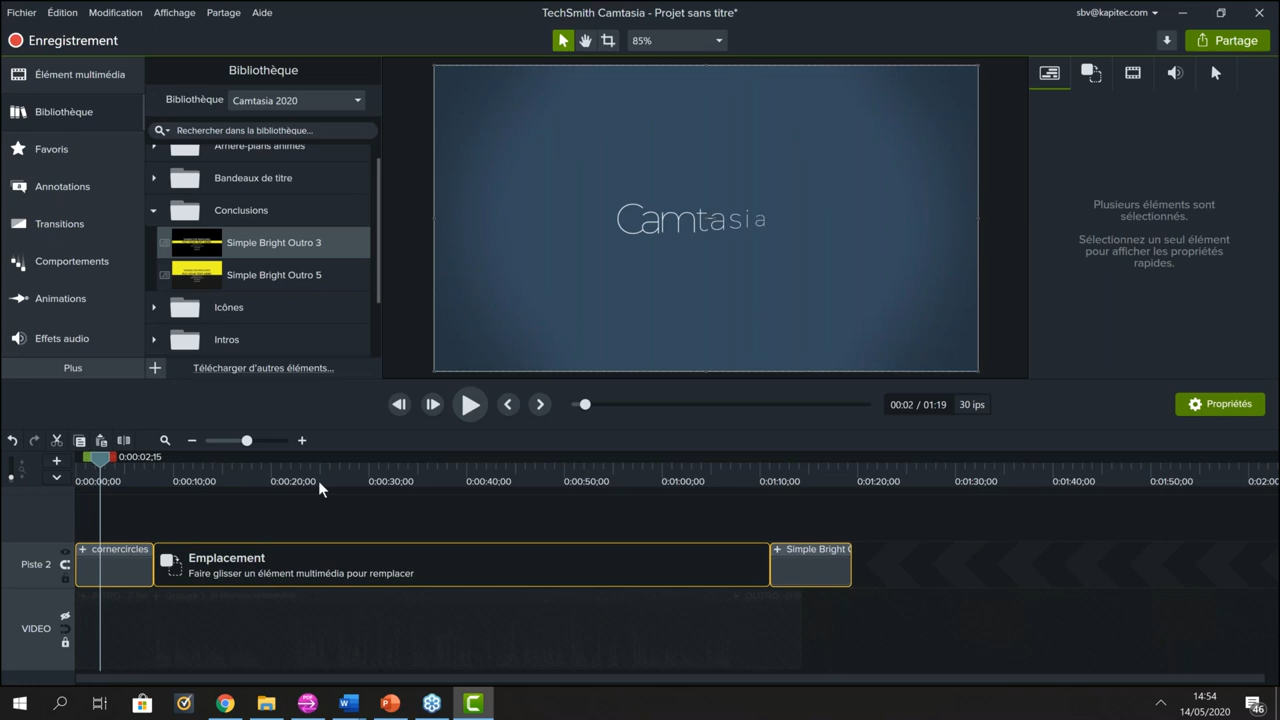 TechSmith Camtasia - Projet sans titre*
Fichier Édition Modification Affichage Partage Aide
sbv@kapitec.com
Enregistrement
85%
Partage
Élément multimédia
Bibliothèque
Favoris
Annotations
Transitions
Comportements
Animations
Effets audio
Plus
Bibliothèque
Bibliothèque Camtasia 2020
Rechercher dans la bibliothèque...
Arrière-plans animés
Bandeaux de titre
Conclusions
Simple Bright Outro 3
Simple Bright Outro 5
Icônes
Intros
Télécharger d'autres éléments...
Camtasia
Plusieurs éléments sont
sélectionnés.
Sélectionnez un seul élément
pour afficher les propriétés
rapides.
00:02 / 01:19 30 ips
Propriétés
0:00:02;15
0:00:00;00 0:00:10;00 0:00:20;00 0:00:30;00 0:00:40;00 0:00:50;00 0:01:00;00 0:01:10;00 0:01:20;00 0:01:30;00 0:01:40;00 0:01:50;00 0:02:0
Piste 2
cornercircles
Emplacement
Faire glisser un élément multimédia pour remplacer
Simple Bright O
VIDEO
14:54
14/05/2020
46